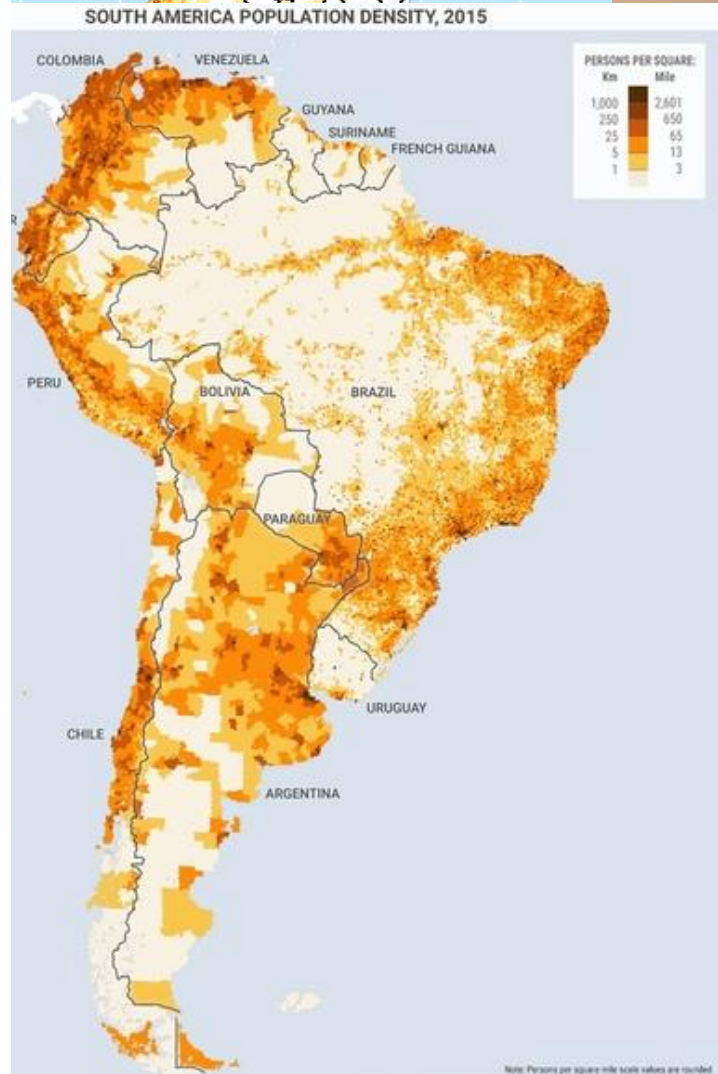 SOUTH AMERICA POPULATION DENSITY, 2015
COLOMBIA
VENEZUELA
PERSONS PER SQUARE:
Km Mile
1,000 2,601
250 650
25 65
5 13
1 3
GUYANA
SURINAME
FRENCH GUIANA
R
PERU
BOLIVIA
BRAZIL
PARAGUAY
URUGUAY
CHILE
ARGENTINA
Note: Persons per square mile scale values are rounded